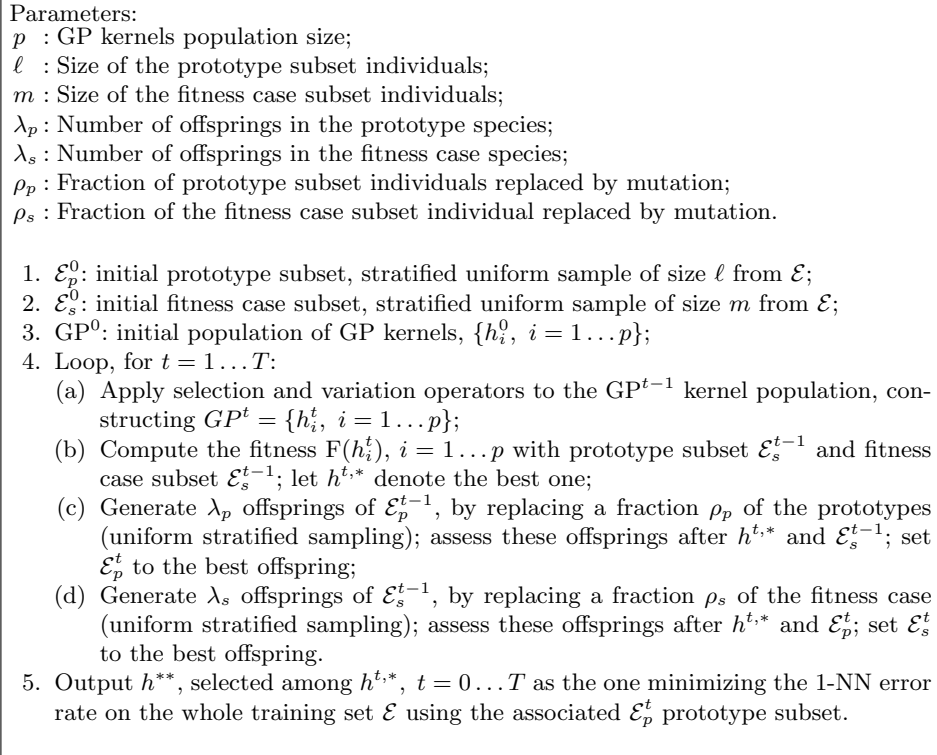 Parameters:
p : GP kernels population size;
ℓ : Size of the prototype subset individuals;
m : Size of the fitness case subset individuals;
λ_p : Number of offsprings in the prototype species;
λ_s : Number of offsprings in the fitness case species;
ρ_p : Fraction of prototype subset individuals replaced by mutation;
ρ_s : Fraction of the fitness case subset individual replaced by mutation.
1. ℰ_p^0: initial prototype subset, stratified uniform sample of size ℓ from ℰ;
2. ℰ_s^0: initial fitness case subset, stratified uniform sample of size m from ℰ;
3. GP^0: initial population of GP kernels, {h_i^0, i = 1 . . . p};
4. Loop, for t = 1 . . . T:
(a) Apply selection and variation operators to the GP^{t−1} kernel population, con-
structing GP^t = {h_i^t, i = 1 . . . p};
(b) Compute the fitness F(h_i^t), i = 1 . . . p with prototype subset ℰ_s^{t−1} and fitness
case subset ℰ_s^{t−1}; let h^{t,∗} denote the best one;
(c) Generate λ_p offsprings of ℰ_p^{t−1}, by replacing a fraction ρ_p of the prototypes
(uniform stratified sampling); assess these offsprings after h^{t,∗} and ℰ_s^{t−1}; set
ℰ_p^t to the best offspring;
(d) Generate λ_s offsprings of ℰ_s^{t−1}, by replacing a fraction ρ_s of the fitness case
(uniform stratified sampling); assess these offsprings after h^{t,∗} and ℰ_p^t; set ℰ_s^t
to the best offspring.
5. Output h^{∗∗}, selected among h^{t,∗}, t = 0 . . . T as the one minimizing the 1-NN error
rate on the whole training set ℰ using the associated ℰ_p^t prototype subset.